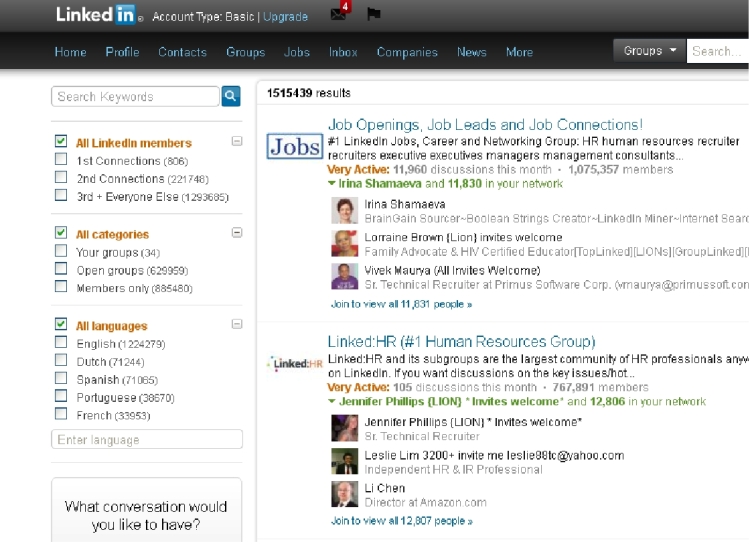 Linked in
Account Type: Basic | Upgrade
4
Home Profile Contacts Groups Jobs Inbox Companies News More
Groups
Search...
Search Keywords
All LinkedIn members
1st Connections (806)
2nd Connections (221748)
3rd + Everyone Else (1293685)
All categories
Your groups (34)
Open groups (629959)
Members only (885480)
All languages
English (1224279)
Dutch (71244)
Spanish (71065)
Portuguese (38670)
French (33953)
Enter language
What conversation would
you like to have?
1515439 results
Jobs
Job Openings, Job Leads and Job Connections!
#1 LinkedIn Jobs, Career and Networking Group: HR human resources recruiter
recruiters executive executives managers management consultants...
Very Active: 11,960 discussions this month · 1,075,357 members
Irina Shamaeva and 11,830 in your network
Irina Shamaeva
BrainGain Sourcer~Boolean Strings Creator~LinkedIn Miner~Internet Searc
Lorraine Brown {Lion} invites welcome
Family Advocate & HIV Certified Educator[TopLinked][LIONs][GroupLinked][
Vivek Maurya (All Invites Welcome)
Sr. Technical Recruiter at Primus Software Corp. (vmaurya@primussoft.con
Join to view all 11,831 people »
Linked:HR
Linked:HR (#1 Human Resources Group)
Linked:HR and its subgroups are the largest community of HR professionals anyw
on LinkedIn. If you want discussions on the key issues/hot...
Very Active: 105 discussions this month · 767,891 members
Jennifer Phillips {LION} * Invites welcome* and 12,806 in your network
Jennifer Phillips {LION} * Invites welcome*
Sr. Technical Recruiter
Leslie Lim 3200+ invite me leslie88tc@yahoo.com
Independent HR & IR Professional
Li Chen
Director at Amazon.com
Join to view all 12,807 people »